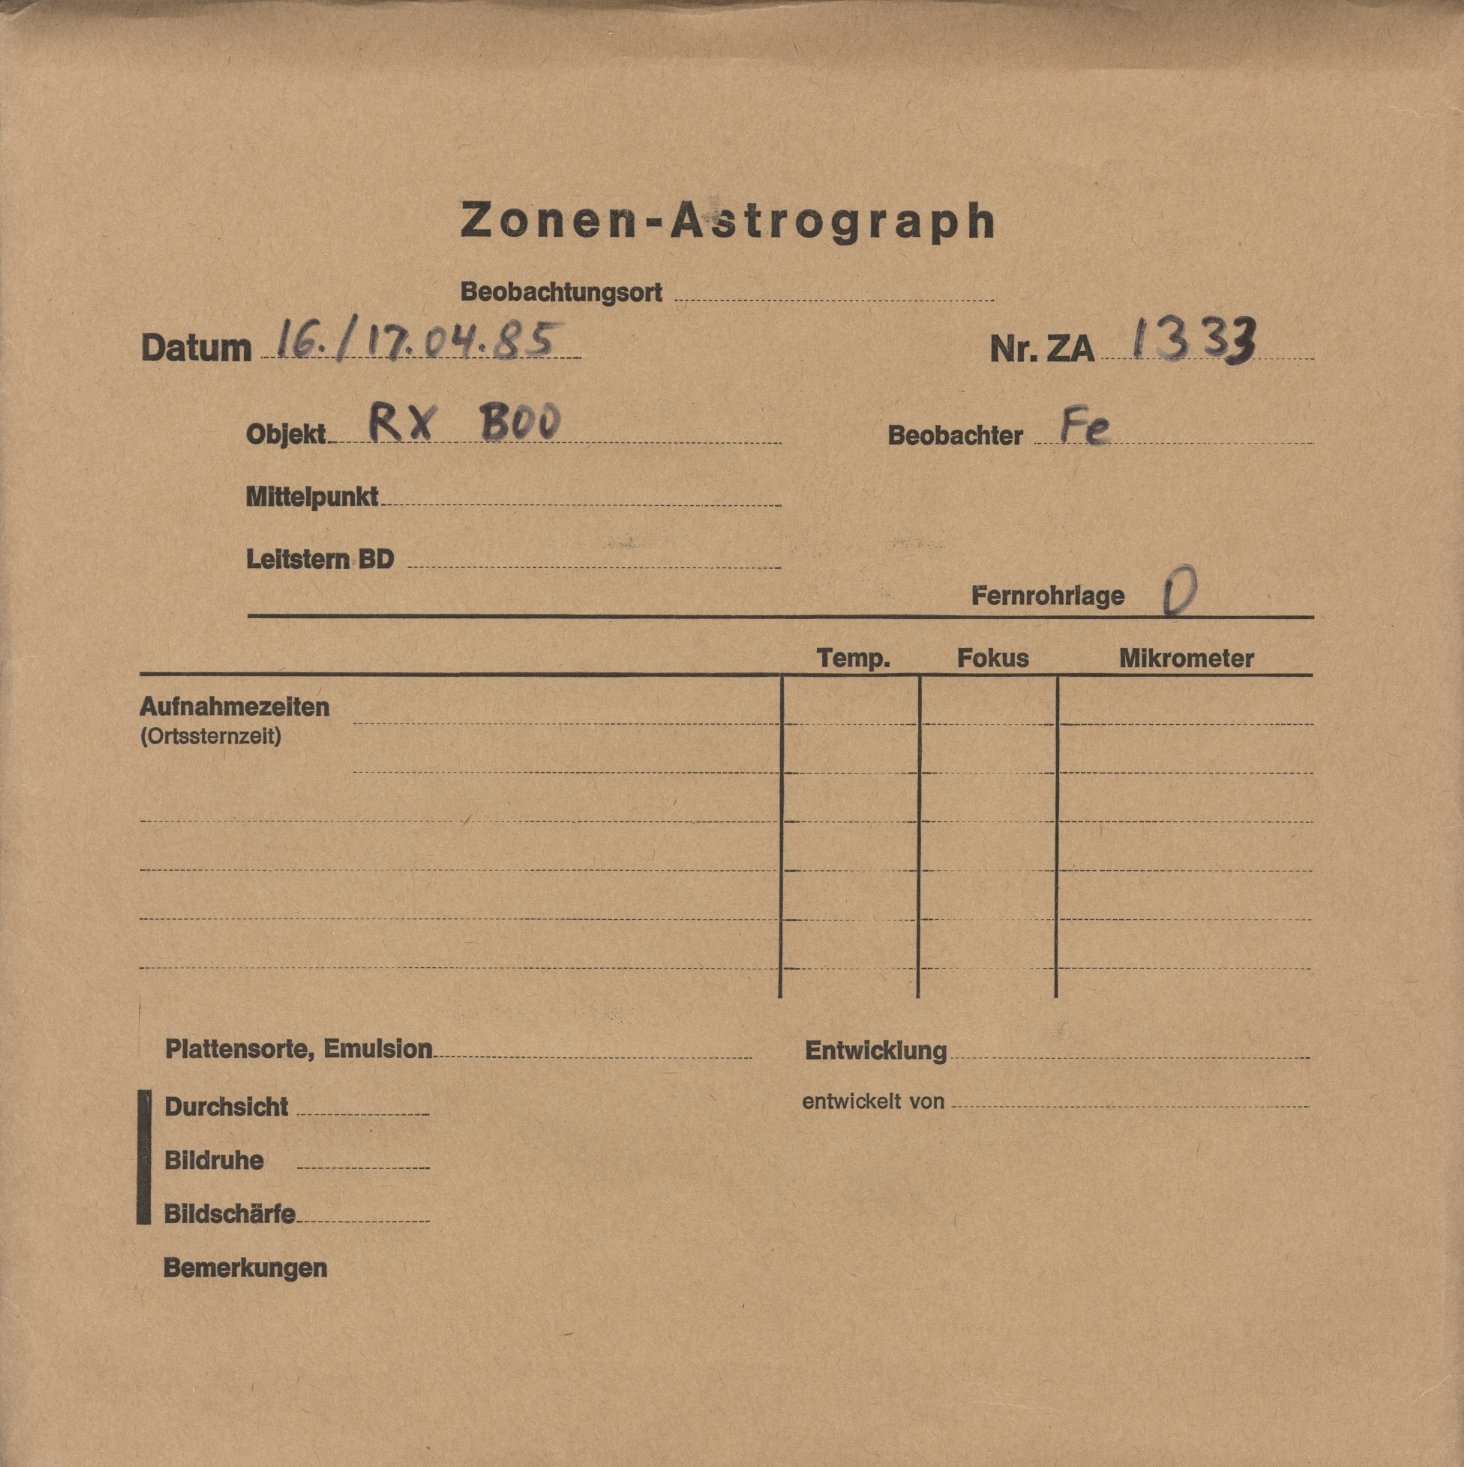 Zonen-Astrograph
Beobachtungsort
Datum 16./17.04.85 Nr. ZA 1333
Objekt RX BOO Beobachter Fe
Mittelpunkt
Leitstern BD
Fernrohrlage D
Temp. Fokus Mikrometer
Aufnahmezeiten
(Ortssternzeit)
Plattensorte, Emulsion Entwicklung
Durchsicht entwickelt von
Bildruhe
Bildschärfe
Bemerkungen